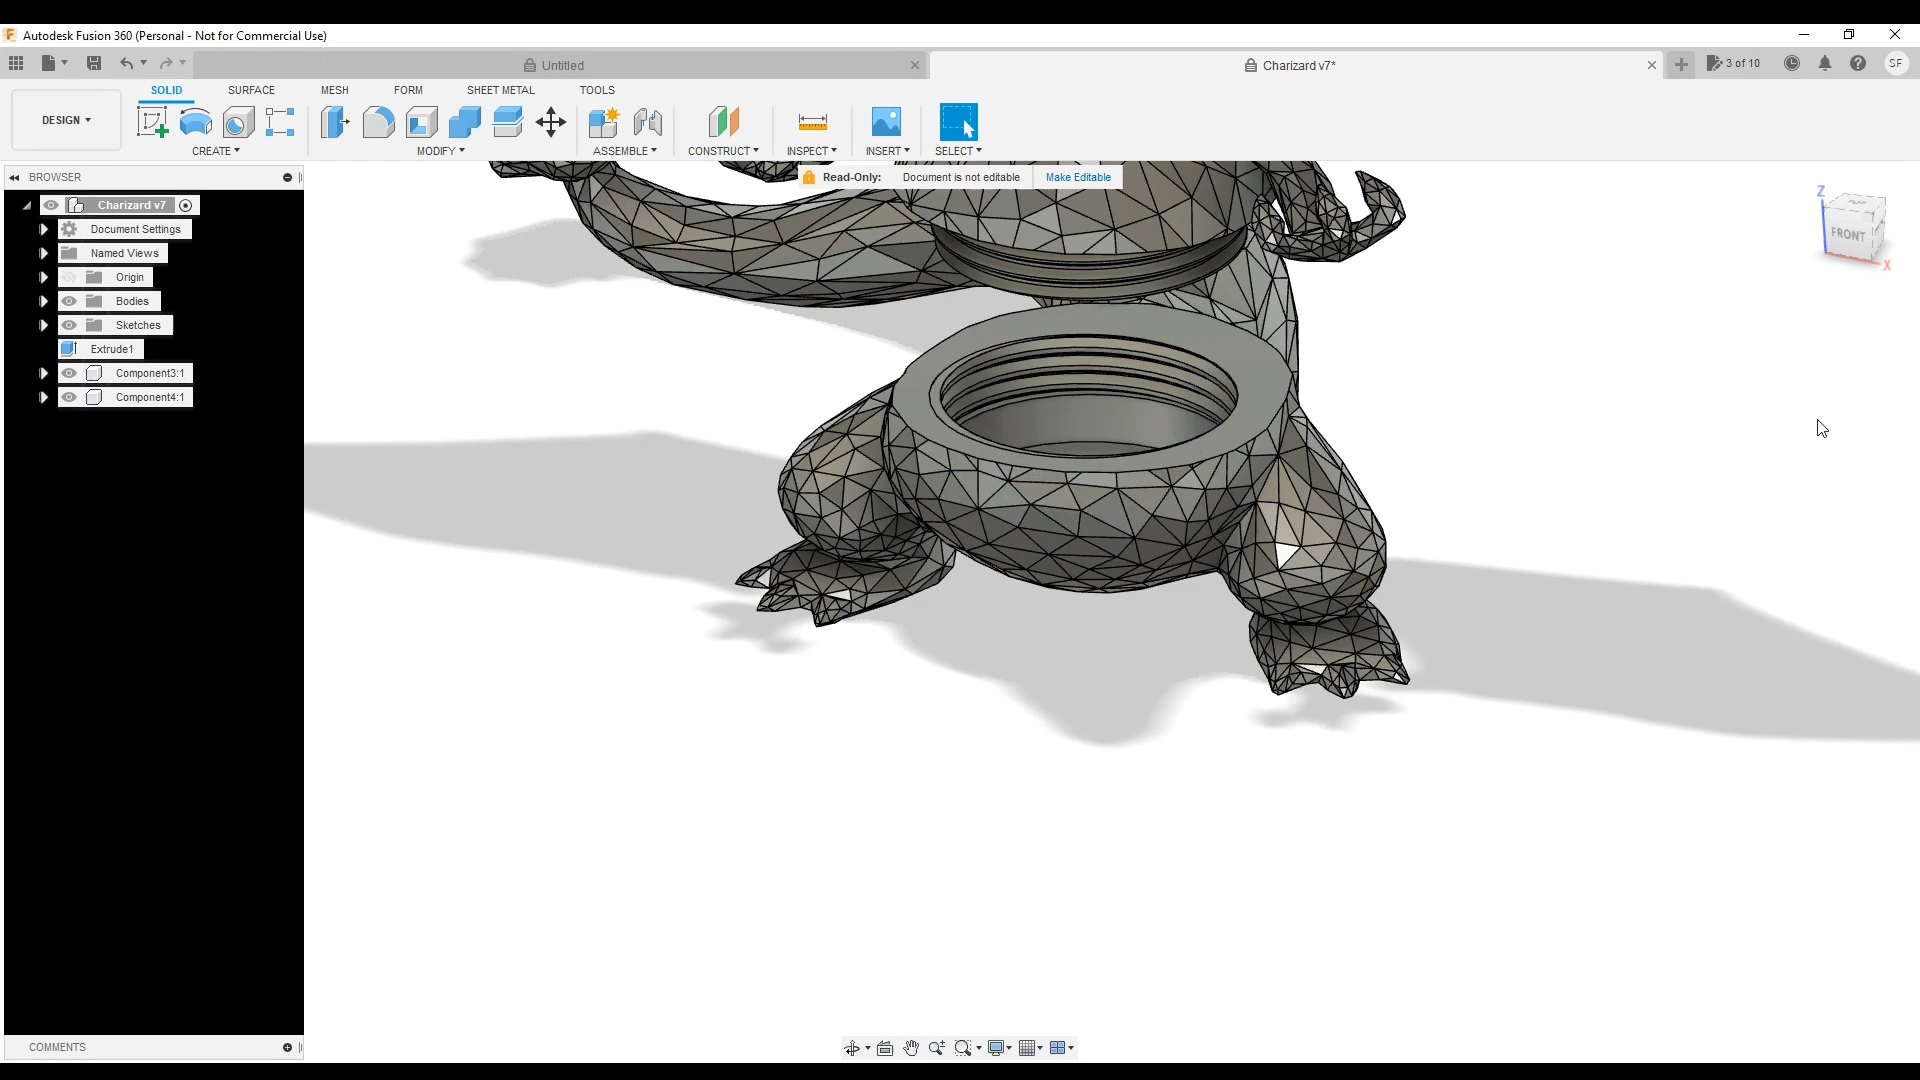 Autodesk Fusion 360 (Personal - Not for Commercial Use)
Untitled
Charizard v7*
3 of 10
SF
DESIGN
SOLID
SURFACE
MESH
FORM
SHEET METAL
TOOLS
CREATE
MODIFY
ASSEMBLE
CONSTRUCT
INSPECT
INSERT
SELECT
BROWSER
Read-Only:
Document is not editable
Make Editable
Charizard v7
Document Settings
Named Views
Origin
Bodies
Sketches
Extrude1
Component3:1
Component4:1
Z
FRONT
X
COMMENTS